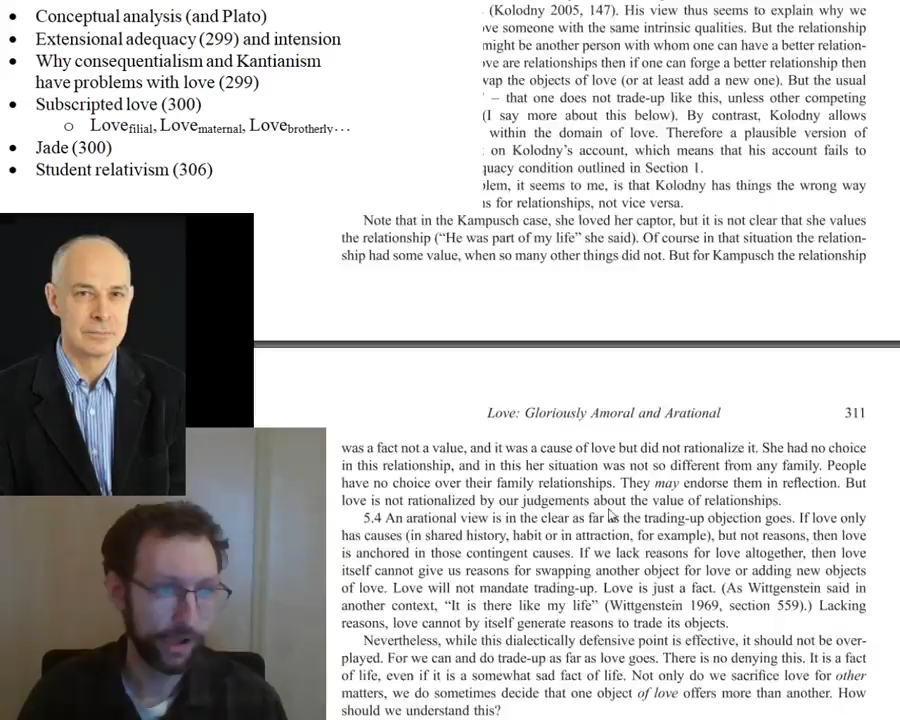 • Conceptual analysis (and Plato)
• Extensional adequacy (299) and intension
• Why consequentialism and Kantianism
have problems with love (299)
• Subscripted love (300)
o Love filial, Love maternal, Love brotherly…
• Jade (300)
• Student relativism (306)
(Kolodny 2005, 147). His view thus seems to explain why we
ve someone with the same intrinsic qualities. But the relationship
might be another person with whom one can have a better relation-
ve are relationships then if one can forge a better relationship then
wap the objects of love (or at least add a new one). But the usual
– that one does not trade-up like this, unless other competing
(I say more about this below). By contrast, Kolodny allows
within the domain of love. Therefore a plausible version of
on Kolodny's account, which means that his account fails to
quacy condition outlined in Section 1.
lem, it seems to me, is that Kolodny has things the wrong way
s for relationships, not vice versa.
Note that in the Kampusch case, she loved her captor, but it is not clear that she values
the relationship ("He was part of my life" she said). Of course in that situation the relation-
ship had some value, when so many other things did not. But for Kampusch the relationship
Love: Gloriously Amoral and Arational 311
was a fact not a value, and it was a cause of love but did not rationalize it. She had no choice
in this relationship, and in this her situation was not so different from any family. People
have no choice over their family relationships. They may endorse them in reflection. But
love is not rationalized by our judgements about the value of relationships.
5.4 An arational view is in the clear as far as the trading-up objection goes. If love only
has causes (in shared history, habit or in attraction, for example), but not reasons, then love
is anchored in those contingent causes. If we lack reasons for love altogether, then love
itself cannot give us reasons for swapping another object for love or adding new objects
of love. Love will not mandate trading-up. Love is just a fact. (As Wittgenstein said in
another context, "It is there like my life" (Wittgenstein 1969, section 559).) Lacking
reasons, love cannot by itself generate reasons to trade its objects.
Nevertheless, while this dialectically defensive point is effective, it should not be over-
played. For we can and do trade-up as far as love goes. There is no denying this. It is a fact
of life, even if it is a somewhat sad fact of life. Not only do we sacrifice love for other
matters, we do sometimes decide that one object of love offers more than another. How
should we understand this?